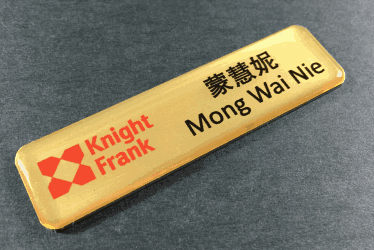 Knight
Frank
蒙慧妮
Mong Wai Nie